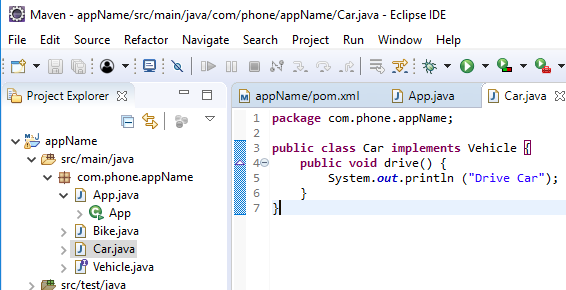 Maven - appName/src/main/java/com/phone/appName/Car.java - Eclipse IDE
File Edit Source Refactor Navigate Search Project Run Window Help
Project Explorer
appName
src/main/java
com.phone.appName
App.java
App
Bike.java
Car.java
Vehicle.java
src/test/java
appName/pom.xml App.java Car.java
1 package com.phone.appName;
2
3 public class Car implements Vehicle {
4 public void drive() {
5 System.out.println ("Drive Car");
6 }
7 }